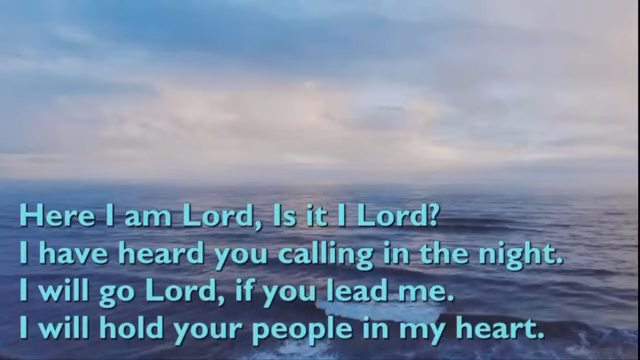 Here I am Lord, Is it I Lord?
I have heard you calling in the night.
I will go Lord, if you lead me.
I will hold your people in my heart.